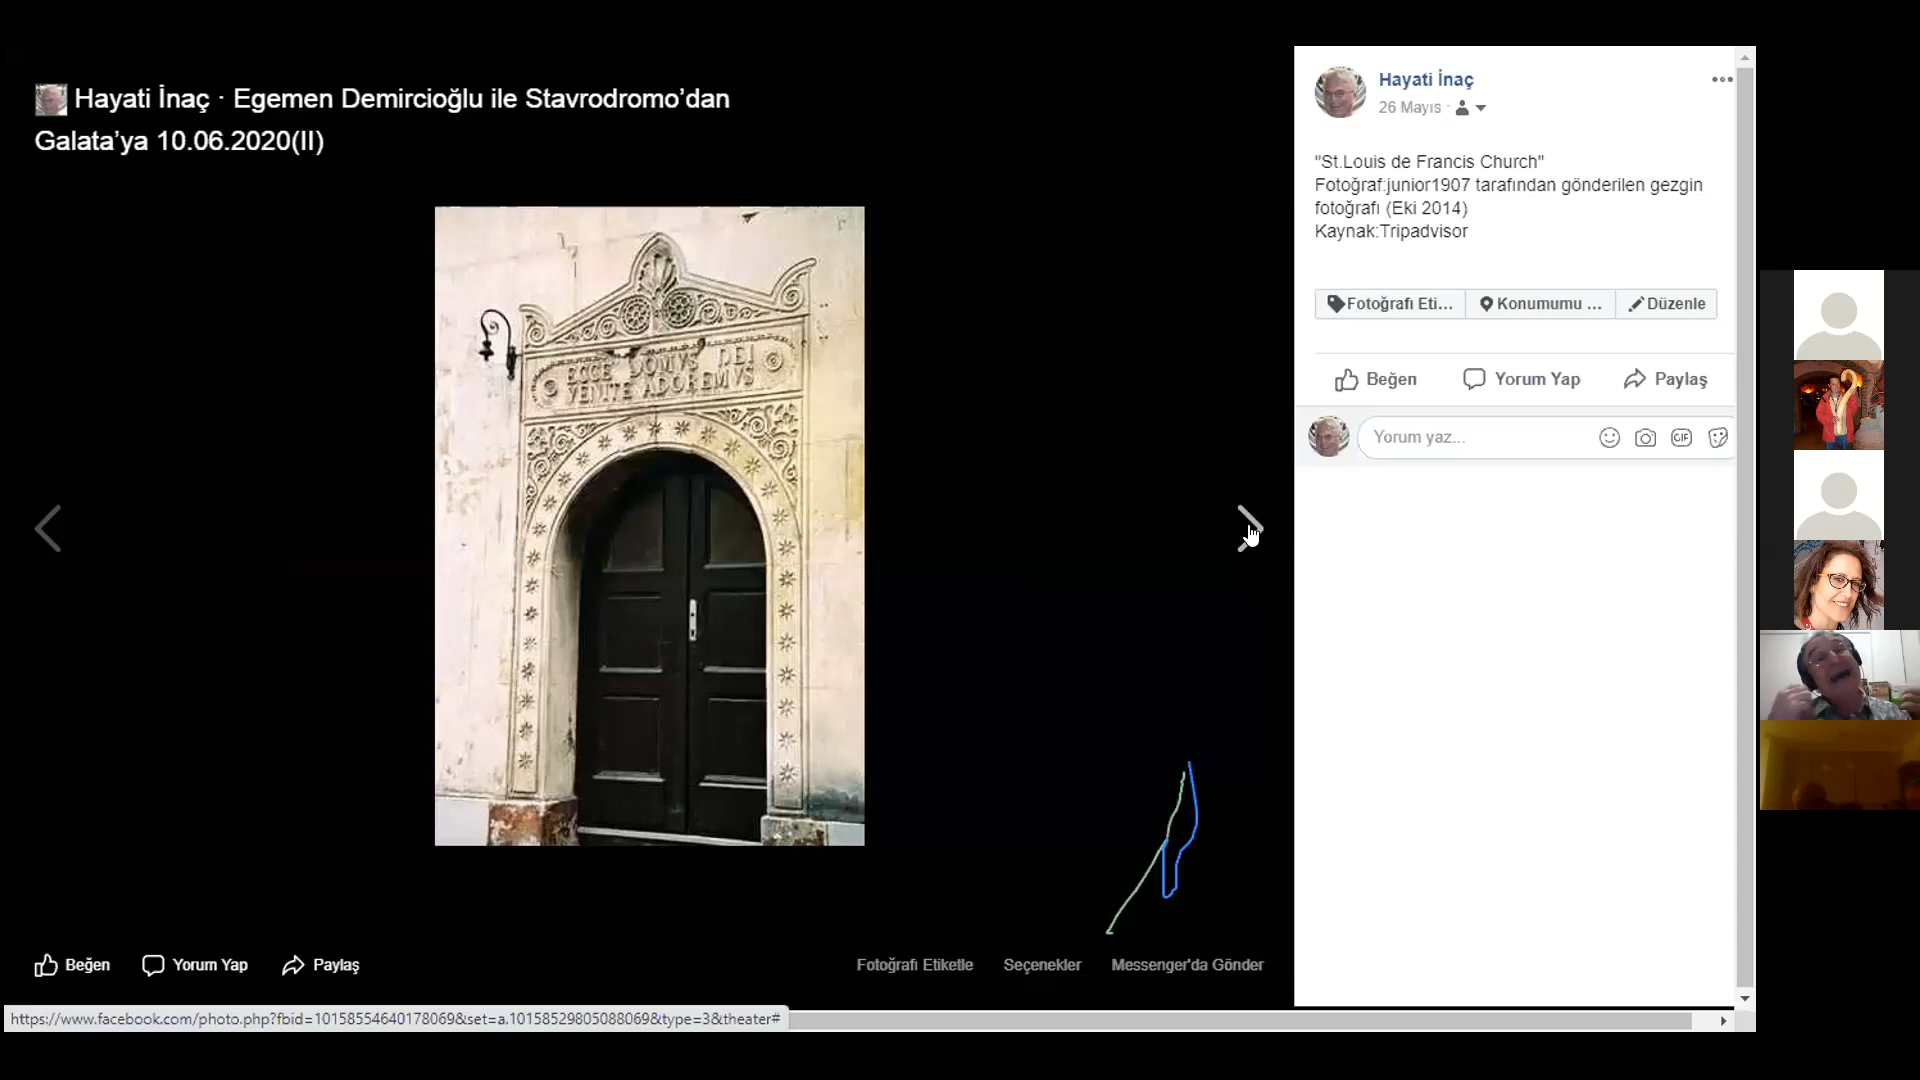 Hayati İnaç · Egemen Demircioğlu ile Stavrodromo’dan
Galata’ya 10.06.2020(II)
ECCE DOMVS DEI
VENITE ADOREMVS
Beğen
Yorum Yap
Paylaş
Fotoğrafı Etiketle
Seçenekler
Messenger'da Gönder
https://www.facebook.com/photo.php?fbid=10158554640178069&set=a.10158529805088069&type=3&theater#
Hayati İnaç
26 Mayıs ·
"St.Louis de Francis Church"
Fotoğraf:junior1907 tarafından gönderilen gezgin
fotoğrafı (Eki 2014)
Kaynak:Tripadvisor
Fotoğrafı Eti...
Konumumu ...
Düzenle
Beğen
Yorum Yap
Paylaş
Yorum yaz...
GIF